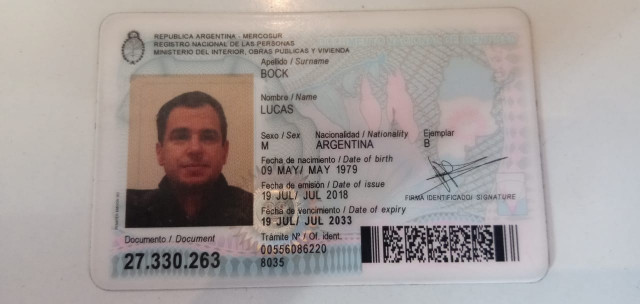 REPUBLICA ARGENTINA - MERCOSUR
REGISTRO NACIONAL DE LAS PERSONAS
MINISTERIO DEL INTERIOR, OBRAS PUBLICAS Y VIVIENDA
Apellido / Surname
BOCK
Nombre / Name
LUCAS
Sexo / Sex Nacionalidad / Nationality Ejemplar
M ARGENTINA B
Fecha de nacimiento / Date of birth
09 MAY/ MAY 1979
Fecha de emisión / Date of issue
19 JUL/ JUL 2018
Fecha de vencimiento / Date of expiry
19 JUL/ JUL 2033
FIRMA IDENTIFICADO/ SIGNATURE
Trámite Nº / Of. ident.
00556086220
8035
Documento / Document
27.330.263